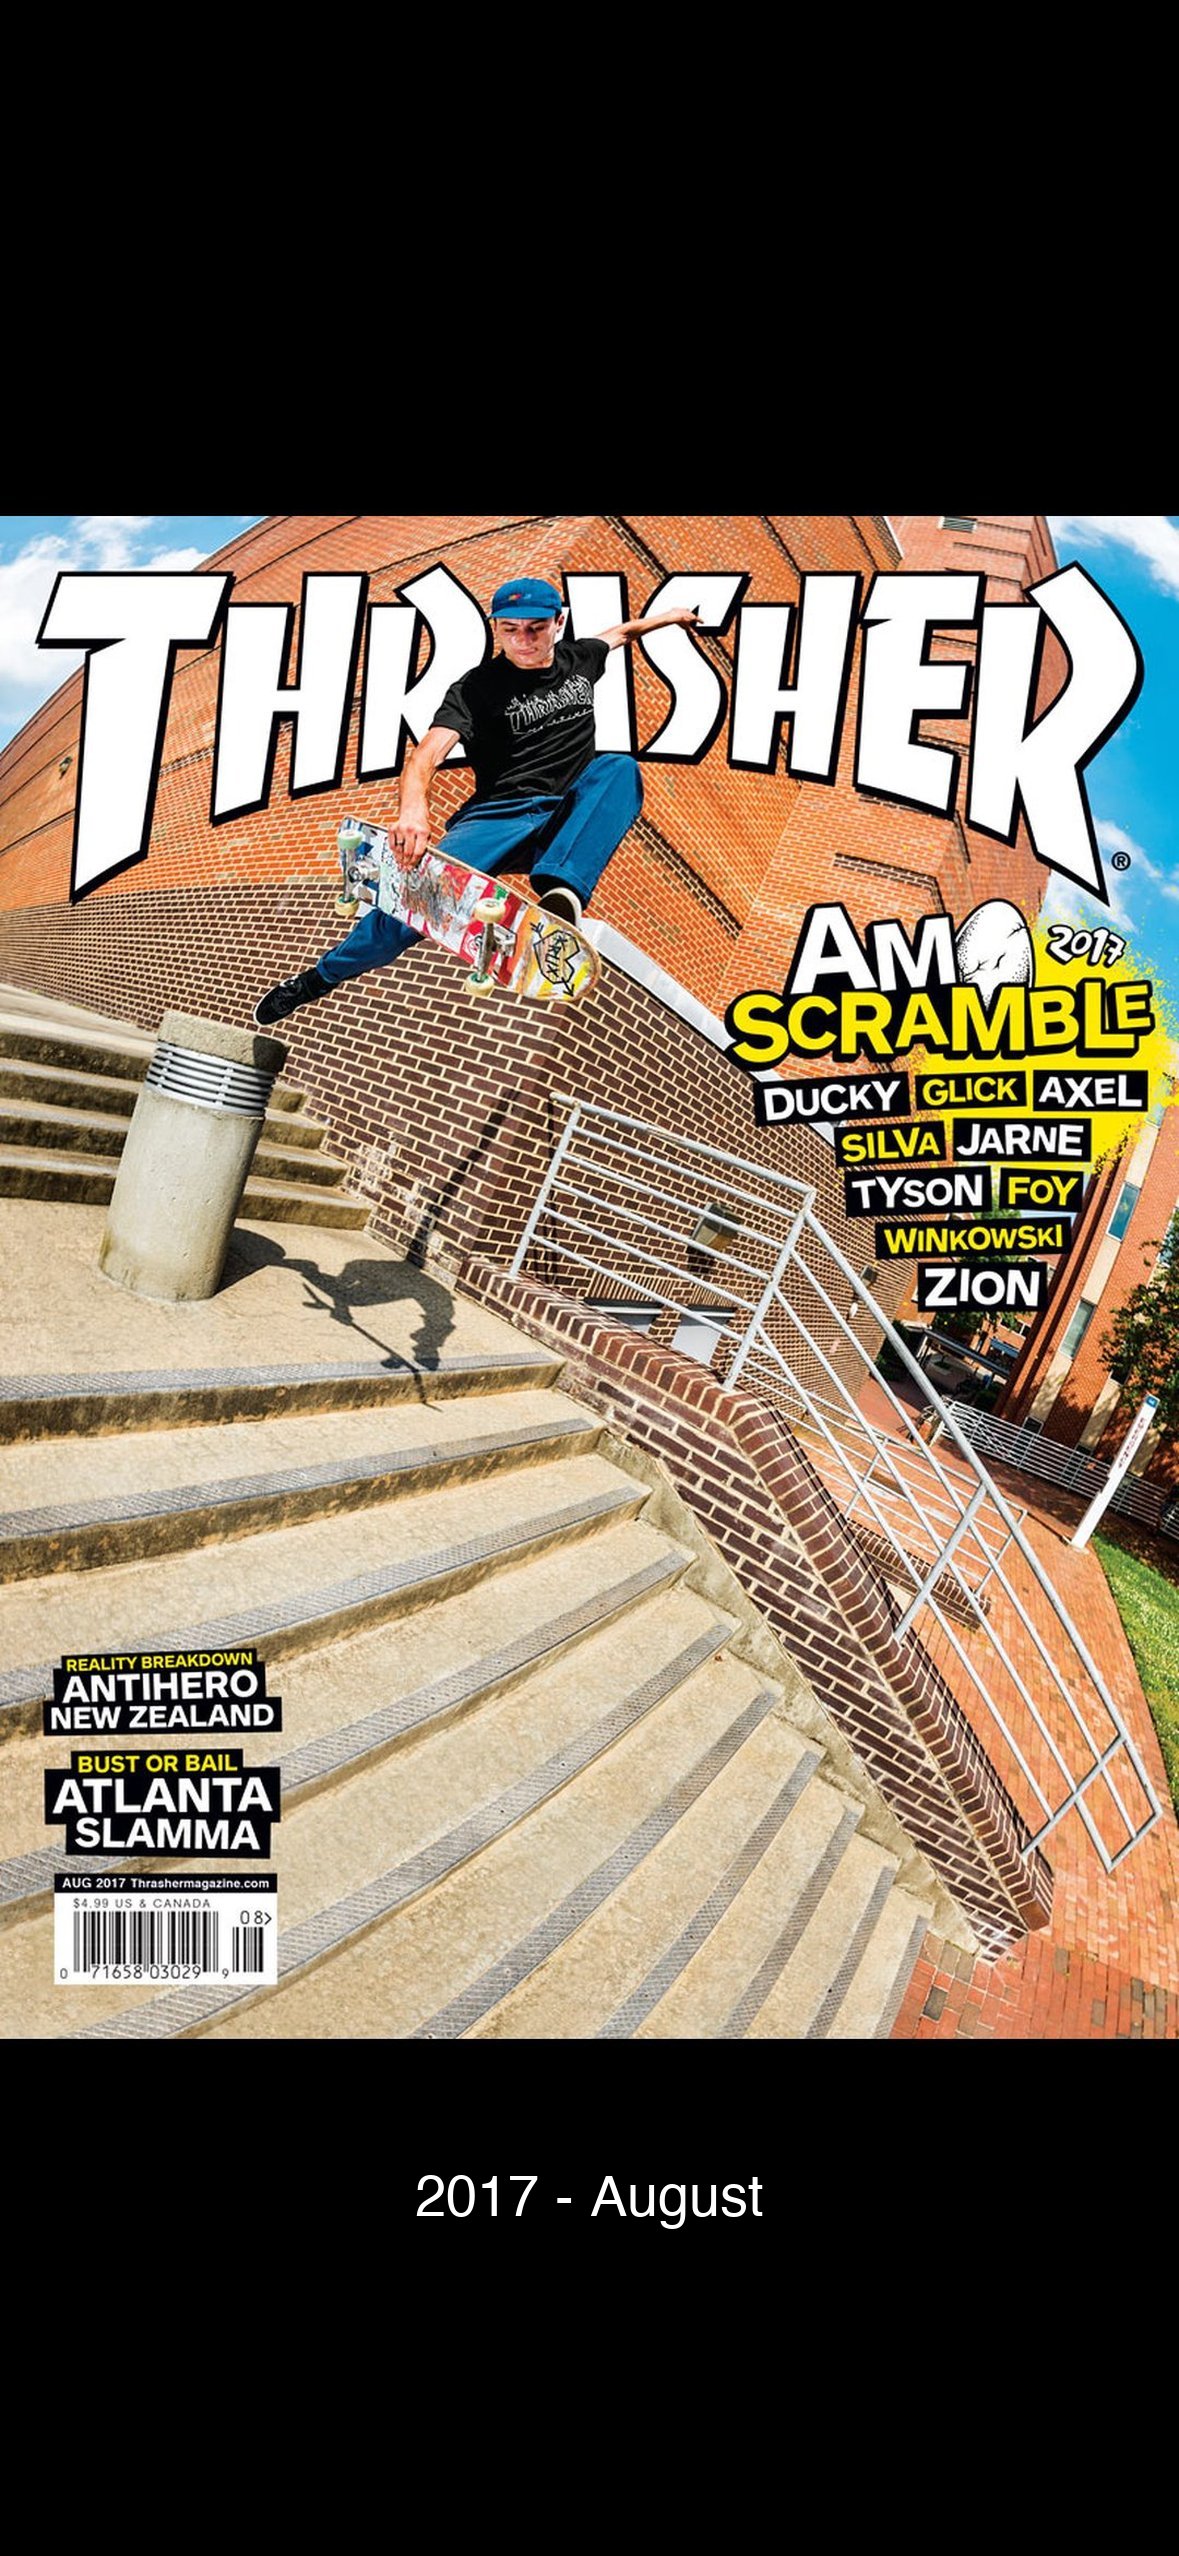 THRASHER
®
AM 2017
SCRAMBLE
DUCKY GLICK AXEL
SILVA JARNE
TYSON FOY
WINKOWSKI
ZION
THRASHER
KRUX
REALITY BREAKDOWN
ANTIHERO
NEW ZEALAND
BUST OR BAIL
ATLANTA
SLAMMA
AUG 2017 Thrashermagazine.com
$4.99 US & CANADA
08>
0 71658 03029 9
2017 - August